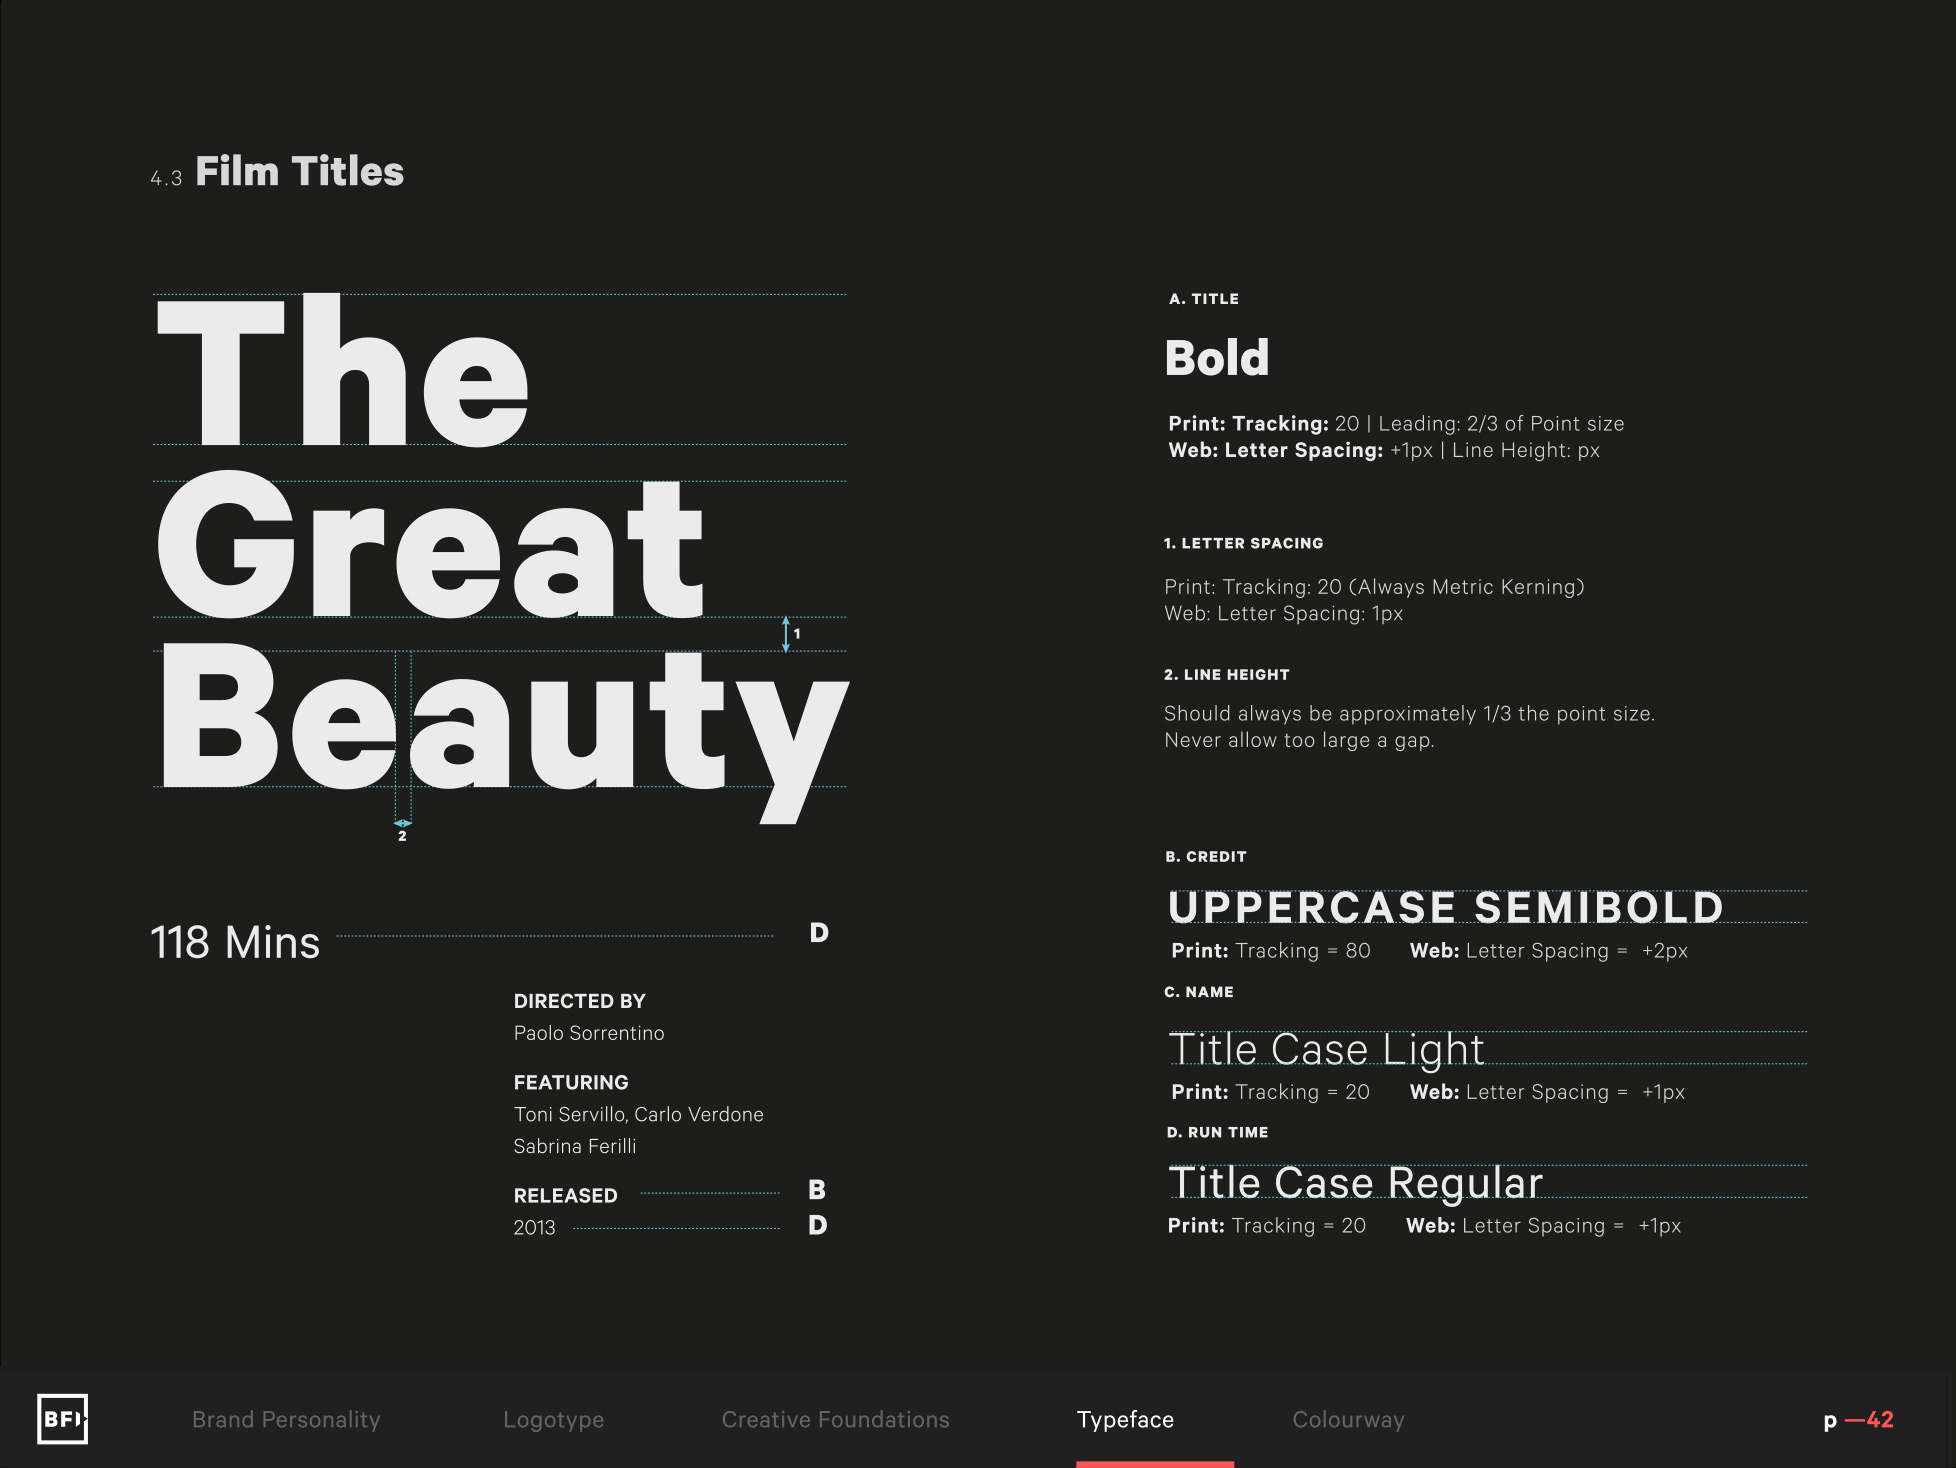 4.3 Film Titles
The
Great
1
Beauty
2
118 Mins D
DIRECTED BY
Paolo Sorrentino
FEATURING
Toni Servillo, Carlo Verdone
Sabrina Ferilli
RELEASED B
2013 D
A. TITLE
Bold
Print: Tracking: 20 | Leading: 2/3 of Point size
Web: Letter Spacing: +1px | Line Height: px
1. LETTER SPACING
Print: Tracking: 20 (Always Metric Kerning)
Web: Letter Spacing: 1px
2. LINE HEIGHT
Should always be approximately 1/3 the point size.
Never allow too large a gap.
B. CREDIT
UPPERCASE SEMIBOLD
Print: Tracking = 80 Web: Letter Spacing = +2px
C. NAME
Title Case Light
Print: Tracking = 20 Web: Letter Spacing = +1px
D. RUN TIME
Title Case Regular
Print: Tracking = 20 Web: Letter Spacing = +1px
BFI Brand Personality Logotype Creative Foundations Typeface Colourway p —42